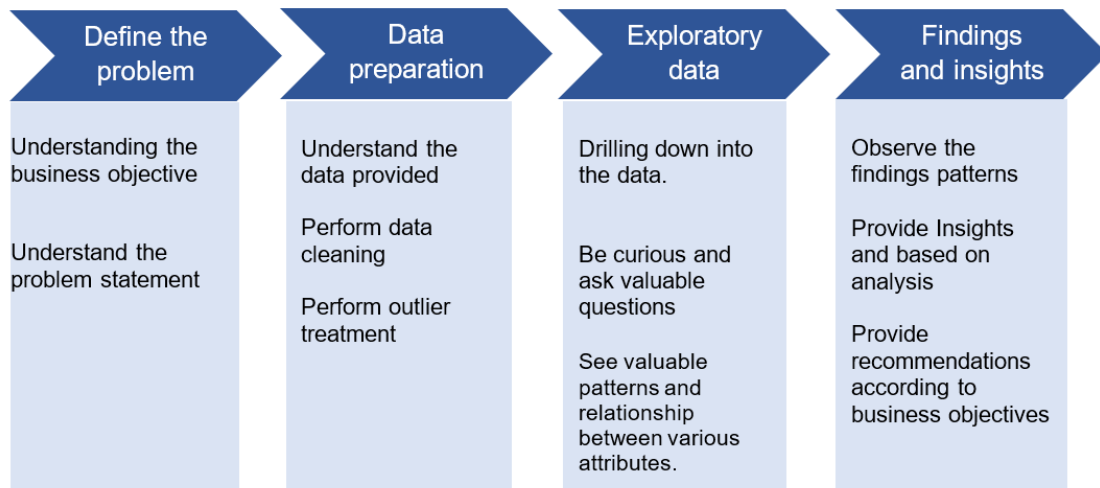 Define the
problem
Understanding the
business objective
Understand the
problem statement
Data
preparation
Understand the
data provided
Perform data
cleaning
Perform outlier
treatment
Exploratory
data
Drilling down into
the data.
Be curious and
ask valuable
questions
See valuable
patterns and
relationship
between various
attributes.
Findings
and insights
Observe the
findings patterns
Provide Insights
and based on
analysis
Provide
recommendations
according to
business objectives